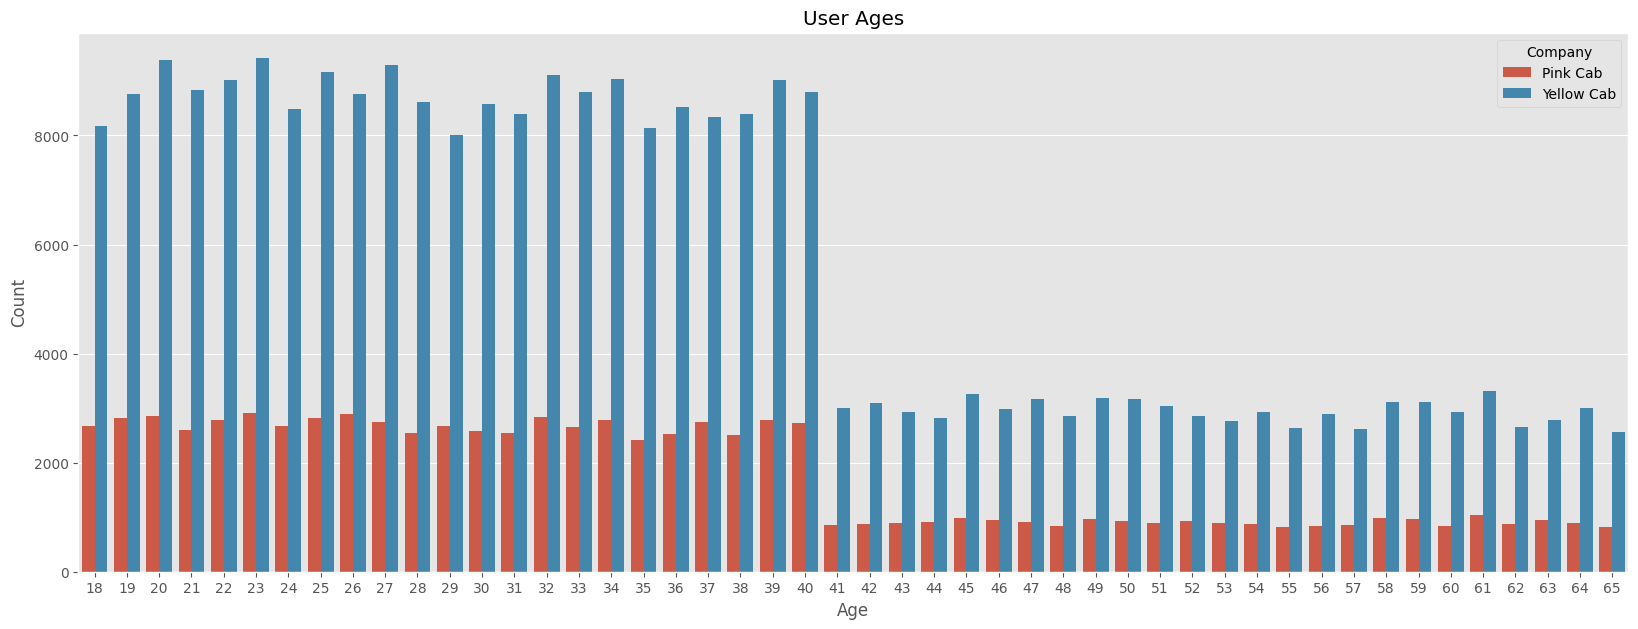 User Ages
Company
Pink Cab
Yellow Cab
8000
6000
4000
2000
0
Count
18 19 20 21 22 23 24 25 26 27 28 29 30 31 32 33 34 35 36 37 38 39 40 41 42 43 44 45 46 47 48 49 50 51 52 53 54 55 56 57 58 59 60 61 62 63 64 65
Age